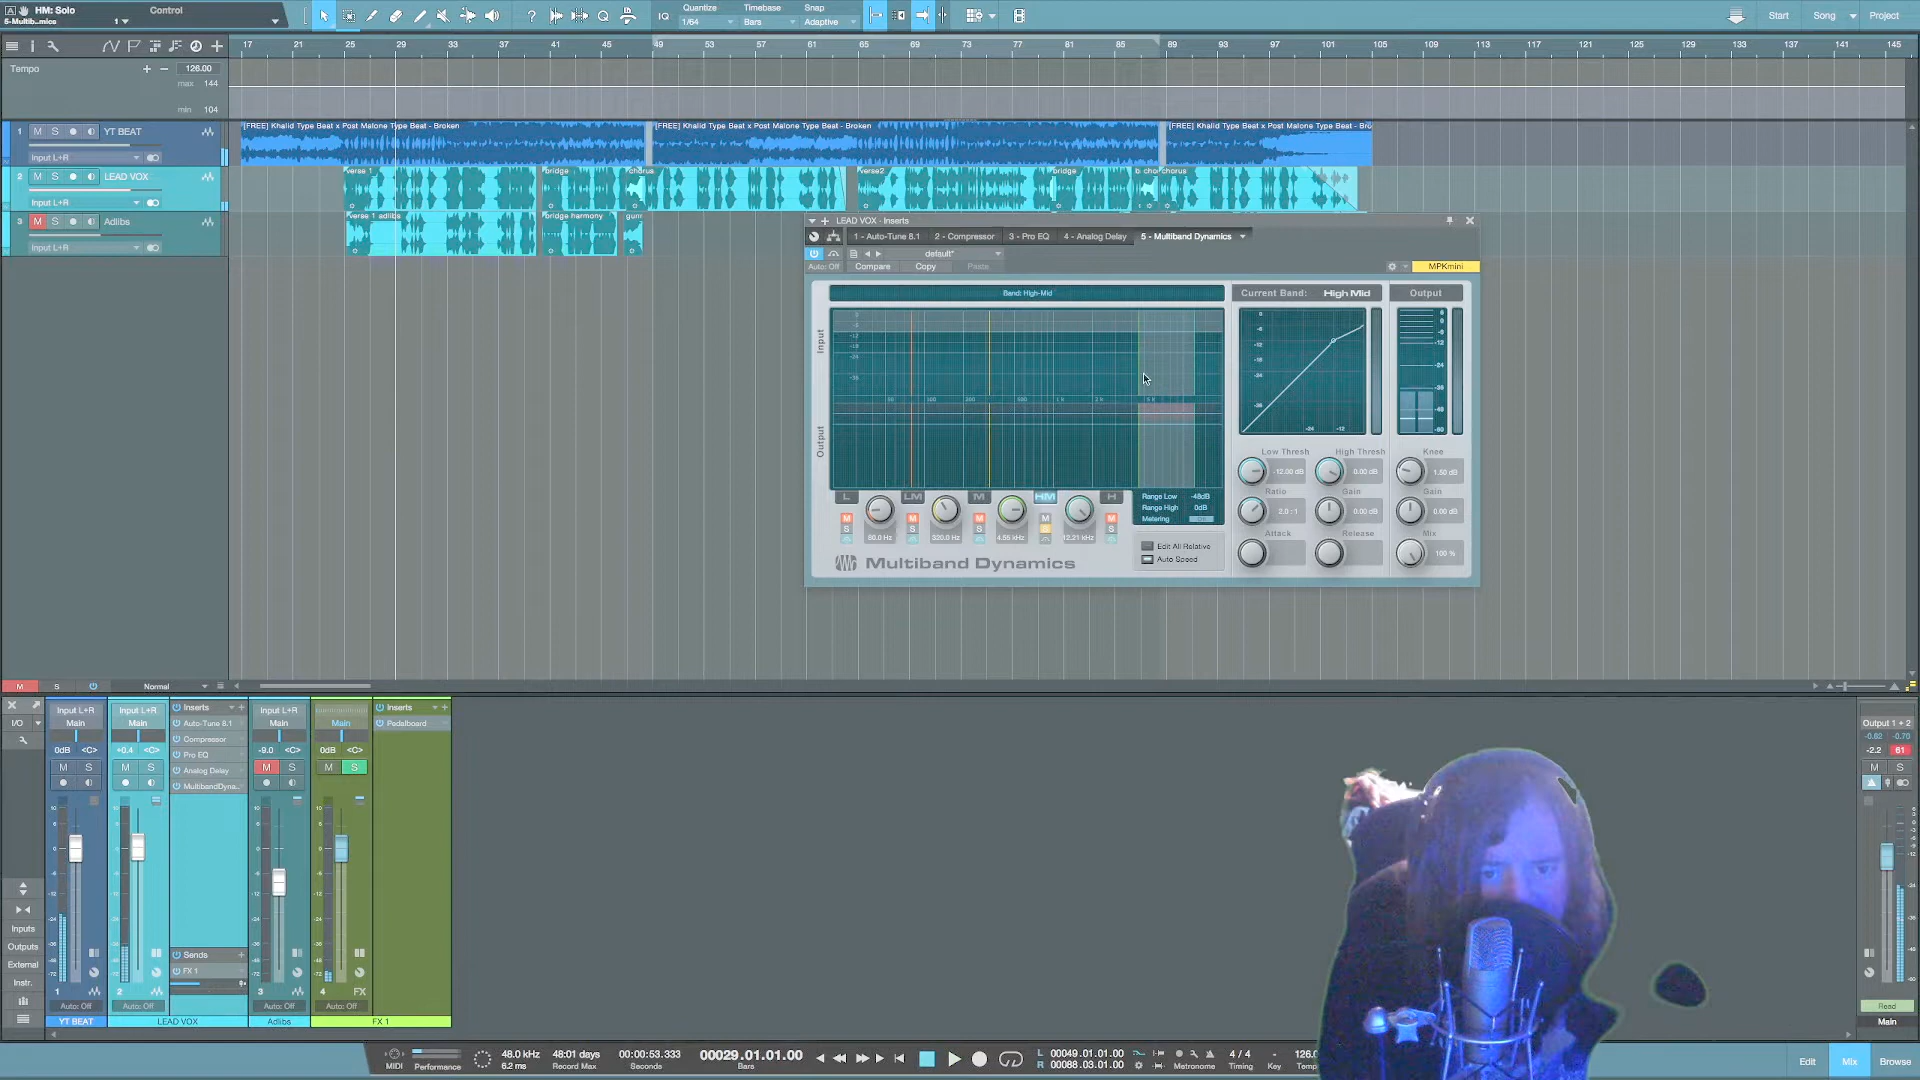 HM: Solo
Control
5-Multib...mics
1
IQ
Quantize
1/64
Timebase
Bars
Snap
Adaptive
Start
Song
Project
17 21 25 29 33 37 41 45 49 53 57 61 65 69 73 77 81 85 89 93 97 101 105 109 113 117 121 125 129 133 137 141 145
Tempo
126.00
max 144
min 104
1 M S YT BEAT
Input L+R
[FREE] Khalid Type Beat x Post Malone Type Beat - Broken
[FREE] Khalid Type Beat x Post Malone Type Beat - Broken
[FREE] Khalid Type Beat x Post Malone Type Beat - Bro
2 M S LEAD VOX
Input L+R
verse 1
bridge
chorus
verse2
bridge
b
cho
chorus
3 M S Adlibs
Input L+R
verse 1 adlibs
bridge harmony
LEAD VOX - Inserts
1 - Auto-Tune 8.1
2 - Compressor
3 - Pro EQ
4 - Analog Delay
5 - Multiband Dynamics
default*
Auto: Off
Compare
Copy
Paste
MPKmini
Band: High-Mid
Current Band: High Mid
Output
Input
Output
L LM M HM H
M S
80.0 Hz
320.0 Hz
4.55 kHz
12.21 kHz
Range Low -48dB
Range High 0dB
Metering
Edit All Relative
Auto Speed
Multiband Dynamics
Low Thresh
-12.00 dB
High Thresh
0.00 dB
Knee
1.50 dB
Ratio
2.0 :1
Gain
0.00 dB
Gain
0.00 dB
Attack
Release
Mix
100 %
M S
Normal
I/O
Input L+R
Main
0dB <C>
M S
Input L+R
Main
+0.4 <C>
M S
Inserts
Auto-Tune 8.1
Compressor
Pro EQ
Analog Delay
MultibandDyna..
Sends
FX 1
Input L+R
Main
-9.0 <C>
M S
Main
0dB <C>
M S
Inserts
Pedalboard
Inputs
Outputs
External
Instr.
1
2
3
4 FX
Auto: Off
Auto: Off
Auto: Off
Auto: Off
YT BEAT
LEAD VOX
Adlibs
FX 1
Output 1 + 2
-0.62 -0.76
-2.2 61
M S
Read
Main
MIDI
Performance
48.0 kHz
6.2 ms
48:01 days
Record Max
00:00:53.333
Seconds
00029.01.01.00
Bars
L 00049.01.01.00
R 00088.03.01.00
Metronome
4 / 4
Timing
Key
126.0
Temp
Edit
Mix
Browse